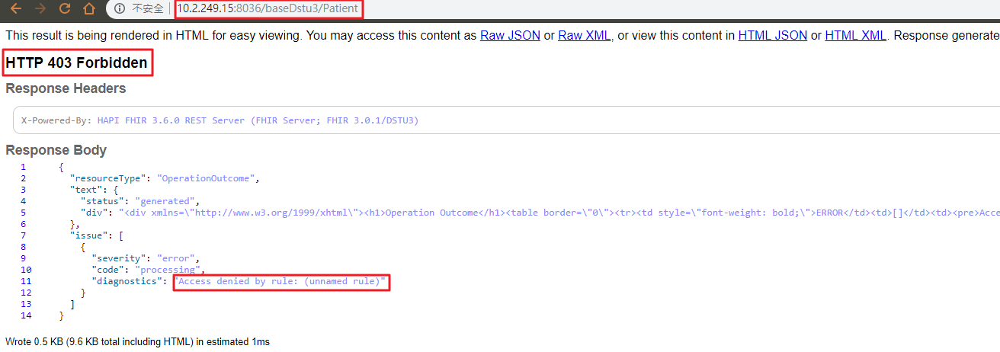 不安全 | 10.2.249.15:8036/baseDstu3/Patient
This result is being rendered in HTML for easy viewing. You may access this content as Raw JSON or Raw XML, or view this content in HTML JSON or HTML XML. Response generate
HTTP 403 Forbidden
Response Headers
X-Powered-By: HAPI FHIR 3.6.0 REST Server (FHIR Server; FHIR 3.0.1/DSTU3)
Response Body
1 {
2 "resourceType": "OperationOutcome",
3 "text": {
4 "status": "generated",
5 "div": "<div xmlns=\"http://www.w3.org/1999/xhtml\"><h1>Operation Outcome</h1><table border=\"0\"><tr><td style=\"font-weight: bold;\">ERROR</td><td>[]</td><td><pre>Acce
6 },
7 "issue": [
8 {
9 "severity": "error",
10 "code": "processing",
11 "diagnostics": "Access denied by rule: (unnamed rule)"
12 }
13 ]
14 }
Wrote 0.5 KB (9.6 KB total including HTML) in estimated 1ms